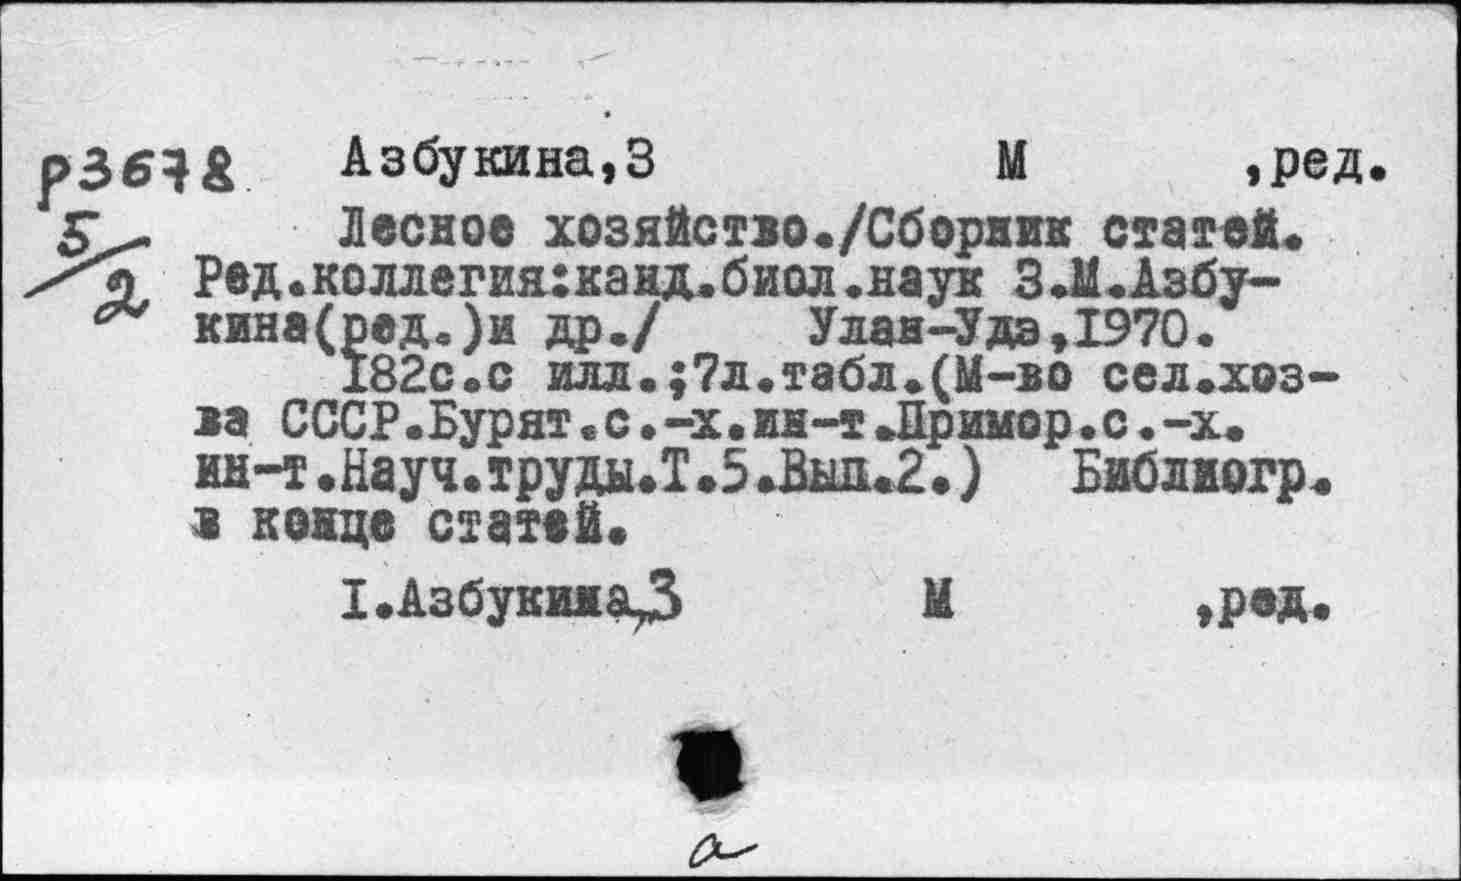 р3678 Азбукина,З М ,ред.
5/2 Лесное хозяйство./Сборник статей.
Ред.коллегия:канд.биол.наук З.М.Азбу-
кина(ред.)и др./ Улан-Удэ,1970.
182с.с илл.;7л.табл.(М-во сел.хоз-
ва СССР.Бурят.с.-х.ин-т.Примор.с.-х.
ин-т.Науч.труды.Т.5.Вып.2.) Библиогр.
в конце статей.
I.Азбукина,З М ,ред.
а